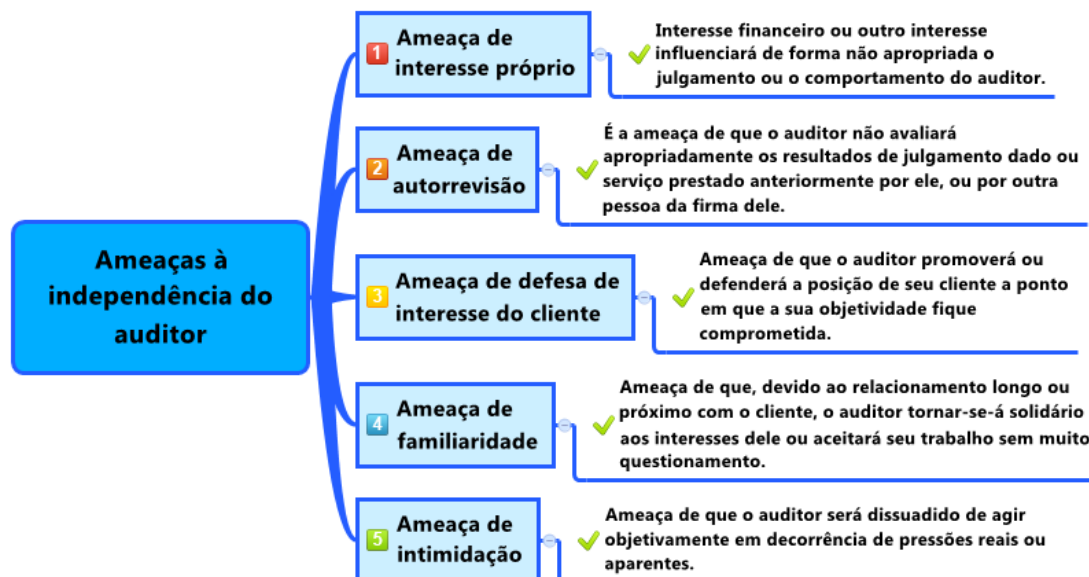 Ameaças à
independência do
auditor
1
Ameaça de
interesse próprio
Interesse financeiro ou outro interesse
influenciará de forma não apropriada o
julgamento ou o comportamento do auditor.
2
Ameaça de
autorrevisão
É a ameaça de que o auditor não avaliará
apropriadamente os resultados de julgamento dado ou
serviço prestado anteriormente por ele, ou por outra
pessoa da firma dele.
3
Ameaça de defesa de
interesse do cliente
Ameaça de que o auditor promoverá ou
defenderá a posição de seu cliente a ponto
em que a sua objetividade fique
comprometida.
4
Ameaça de
familiaridade
Ameaça de que, devido ao relacionamento longo ou
próximo com o cliente, o auditor tornar-se-á solidário
aos interesses dele ou aceitará seu trabalho sem muito
questionamento.
5
Ameaça de
intimidação
Ameaça de que o auditor será dissuadido de agir
objetivamente em decorrência de pressões reais ou
aparentes.